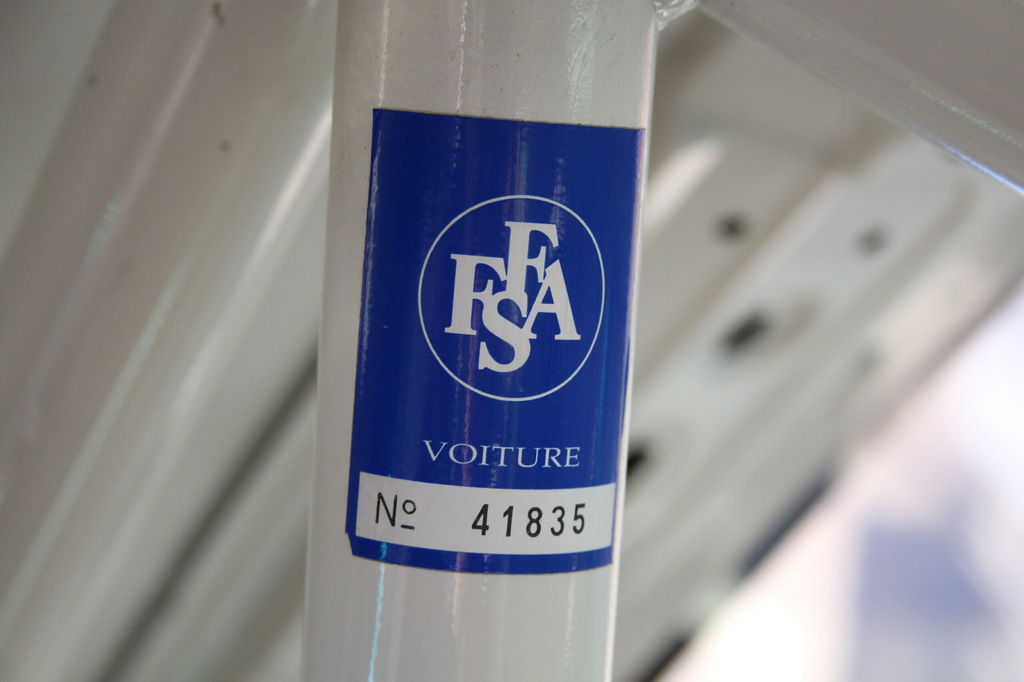 FFSA
VOITURE
Nº 41835